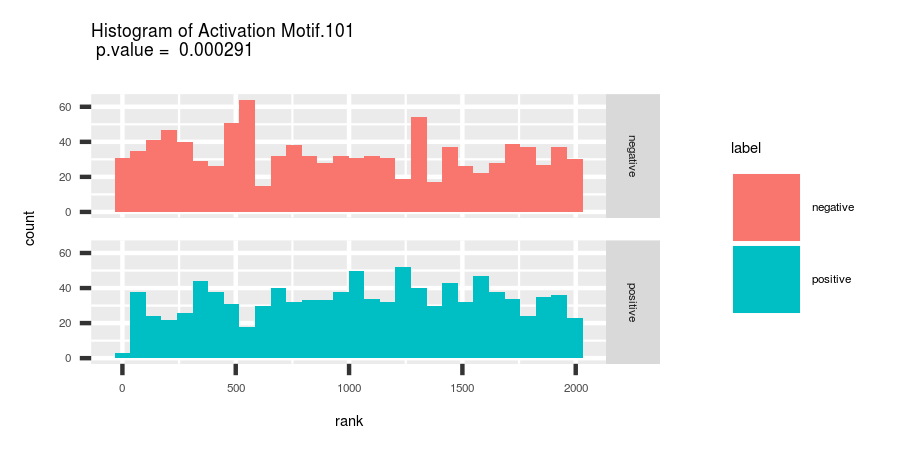 Histogram of Activation Motif.101
p.value = 0.000291
count
60
40
20
0
negative
60
40
20
0
positive
0 500 1000 1500 2000
rank
label
negative
positive